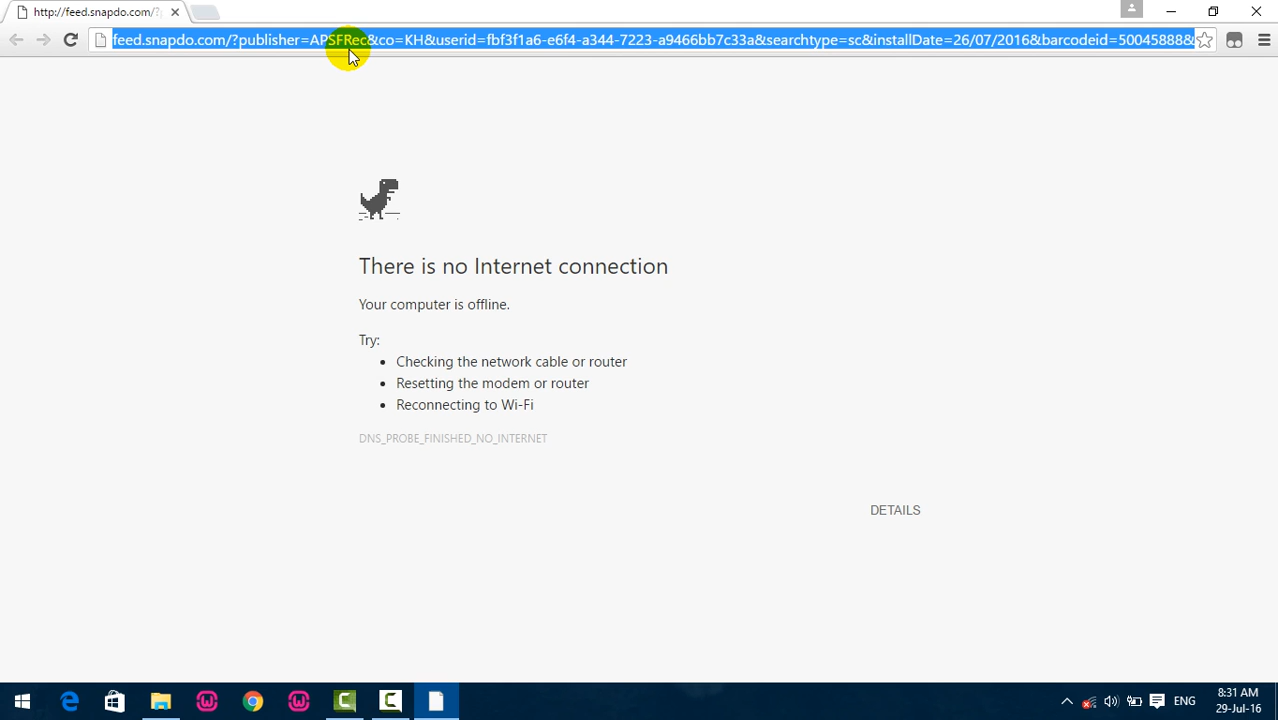 http://feed.snapdo.com/?
feed.snapdo.com/?publisher=APSFRec&co=KH&userid=fbf3f1a6-e6f4-a344-7223-a9466bb7c33a&searchtype=sc&installDate=26/07/2016&barcodeid=50045888&
There is no Internet connection
Your computer is offline.
Try:
• Checking the network cable or router
• Resetting the modem or router
• Reconnecting to Wi-Fi
DNS_PROBE_FINISHED_NO_INTERNET
DETAILS
ENG
8:31 AM
29-Jul-16